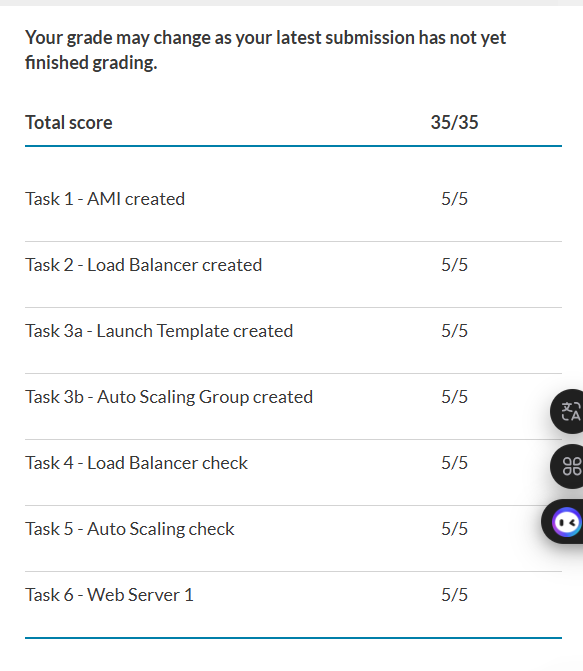 Your grade may change as your latest submission has not yet
finished grading.
Total score 35/35
Task 1 - AMI created 5/5
Task 2 - Load Balancer created 5/5
Task 3a - Launch Template created 5/5
Task 3b - Auto Scaling Group created 5/5
Task 4 - Load Balancer check 5/5
Task 5 - Auto Scaling check 5/5
Task 6 - Web Server 1 5/5